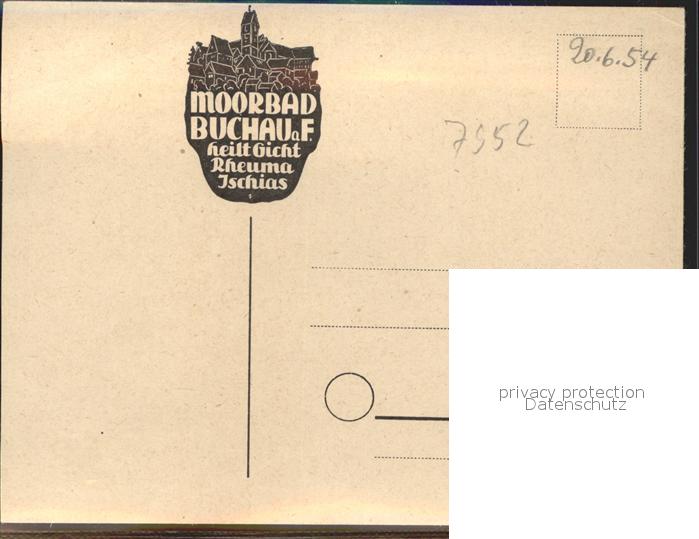 20.6.54
MOORBAD
BUCHAU a. F.
heilt Gicht
Rheuma
Ischias
7952
privacy protection
Datenschutz